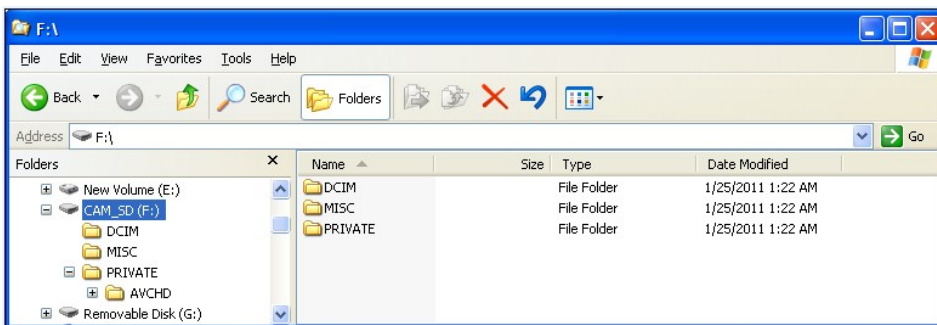 F:\
File Edit View Favorites Tools Help
Back Search Folders
Address F:\ Go
Folders x Name Size Type Date Modified
New Volume (E:) DCIM File Folder 1/25/2011 1:22 AM
CAM_SD (F:) MISC File Folder 1/25/2011 1:22 AM
DCIM PRIVATE File Folder 1/25/2011 1:22 AM
MISC
PRIVATE
AVCHD
Removable Disk (G:)